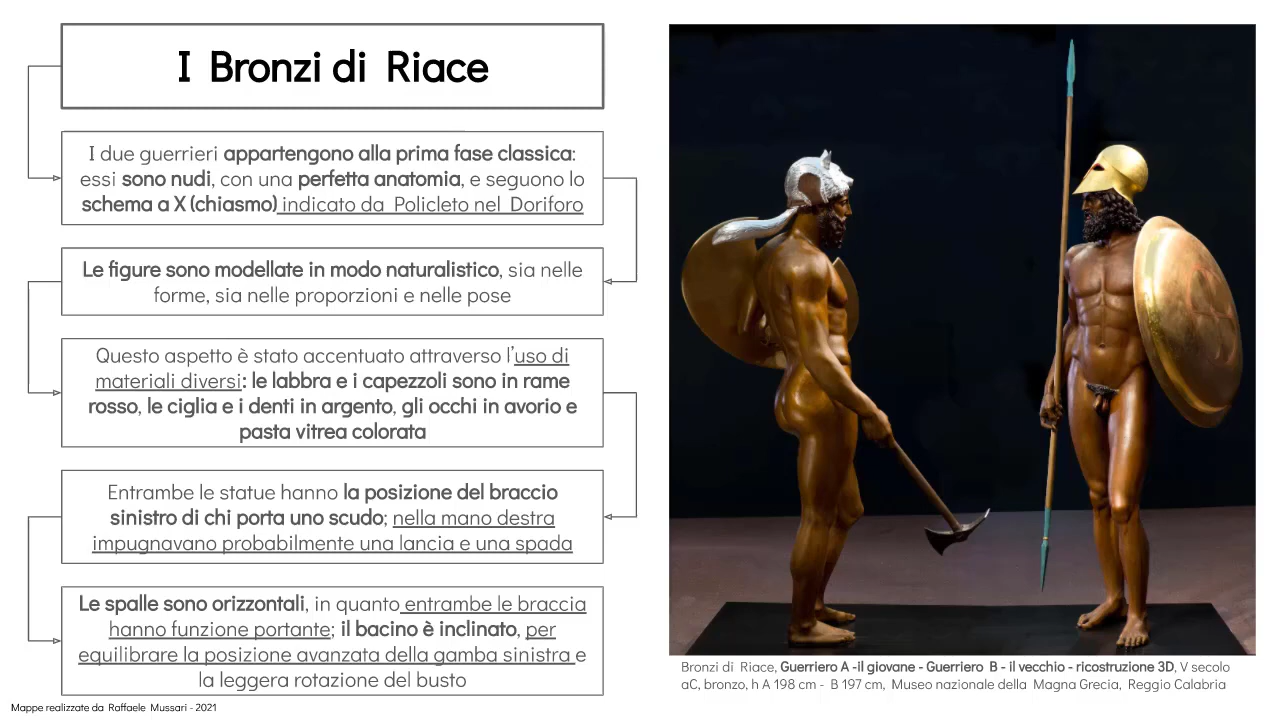 I Bronzi di Riace
I due guerrieri appartengono alla prima fase classica:
essi sono nudi, con una perfetta anatomia, e seguono lo
schema a X (chiasmo) indicato da Policleto nel Doriforo
Le figure sono modellate in modo naturalistico, sia nelle
forme, sia nelle proporzioni e nelle pose
Questo aspetto è stato accentuato attraverso l'uso di
materiali diversi: le labbra e i capezzoli sono in rame
rosso, le ciglia e i denti in argento, gli occhi in avorio e
pasta vitrea colorata
Entrambe le statue hanno la posizione del braccio
sinistro di chi porta uno scudo; nella mano destra
impugnavano probabilmente una lancia e una spada
Le spalle sono orizzontali, in quanto entrambe le braccia
hanno funzione portante; il bacino è inclinato, per
equilibrare la posizione avanzata della gamba sinistra e
la leggera rotazione del busto
Bronzi di Riace, Guerriero A -il giovane - Guerriero B - il vecchio - ricostruzione 3D, V secolo
aC, bronzo, h A 198 cm - B 197 cm, Museo nazionale della Magna Grecia, Reggio Calabria
Mappe realizzate da Raffaele Mussari - 2021